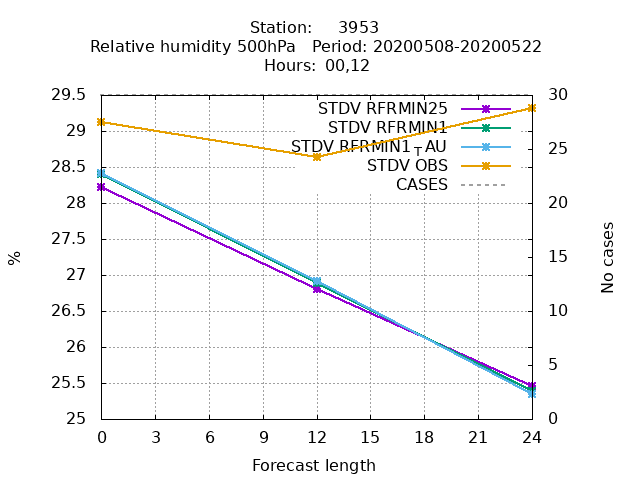 Station: 3953
Relative humidity 500hPa Period: 20200508-20200522
Hours: 00,12
29.5
29
28.5
28
27.5
27
26.5
26
25.5
25
%
0
3
6
9
12
15
18
21
24
Forecast length
30
25
20
15
10
5
0
No cases
STDV RFRMIN25
STDV RFRMIN1
STDV RFRMIN1TAU
STDV OBS
CASES